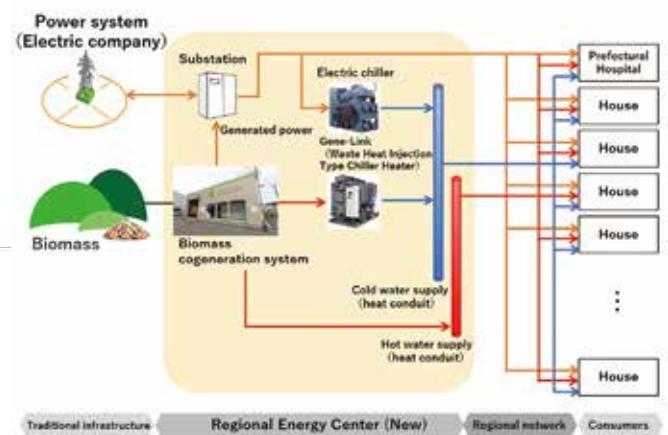 Power system
(Electric company)
Substation
Electric chiller
Generated power
Gene-Link
(Waste Heat Injection
Type Chiller Heater)
Biomass
Biomass
cogeneration system
Cold water supply
(heat conduit)
Hot water supply
(heat conduit)
Prefectural
Hospital
House
House
House
House
House
Traditional infrastructure
Regional Energy Center (New)
Regional network
Consumers